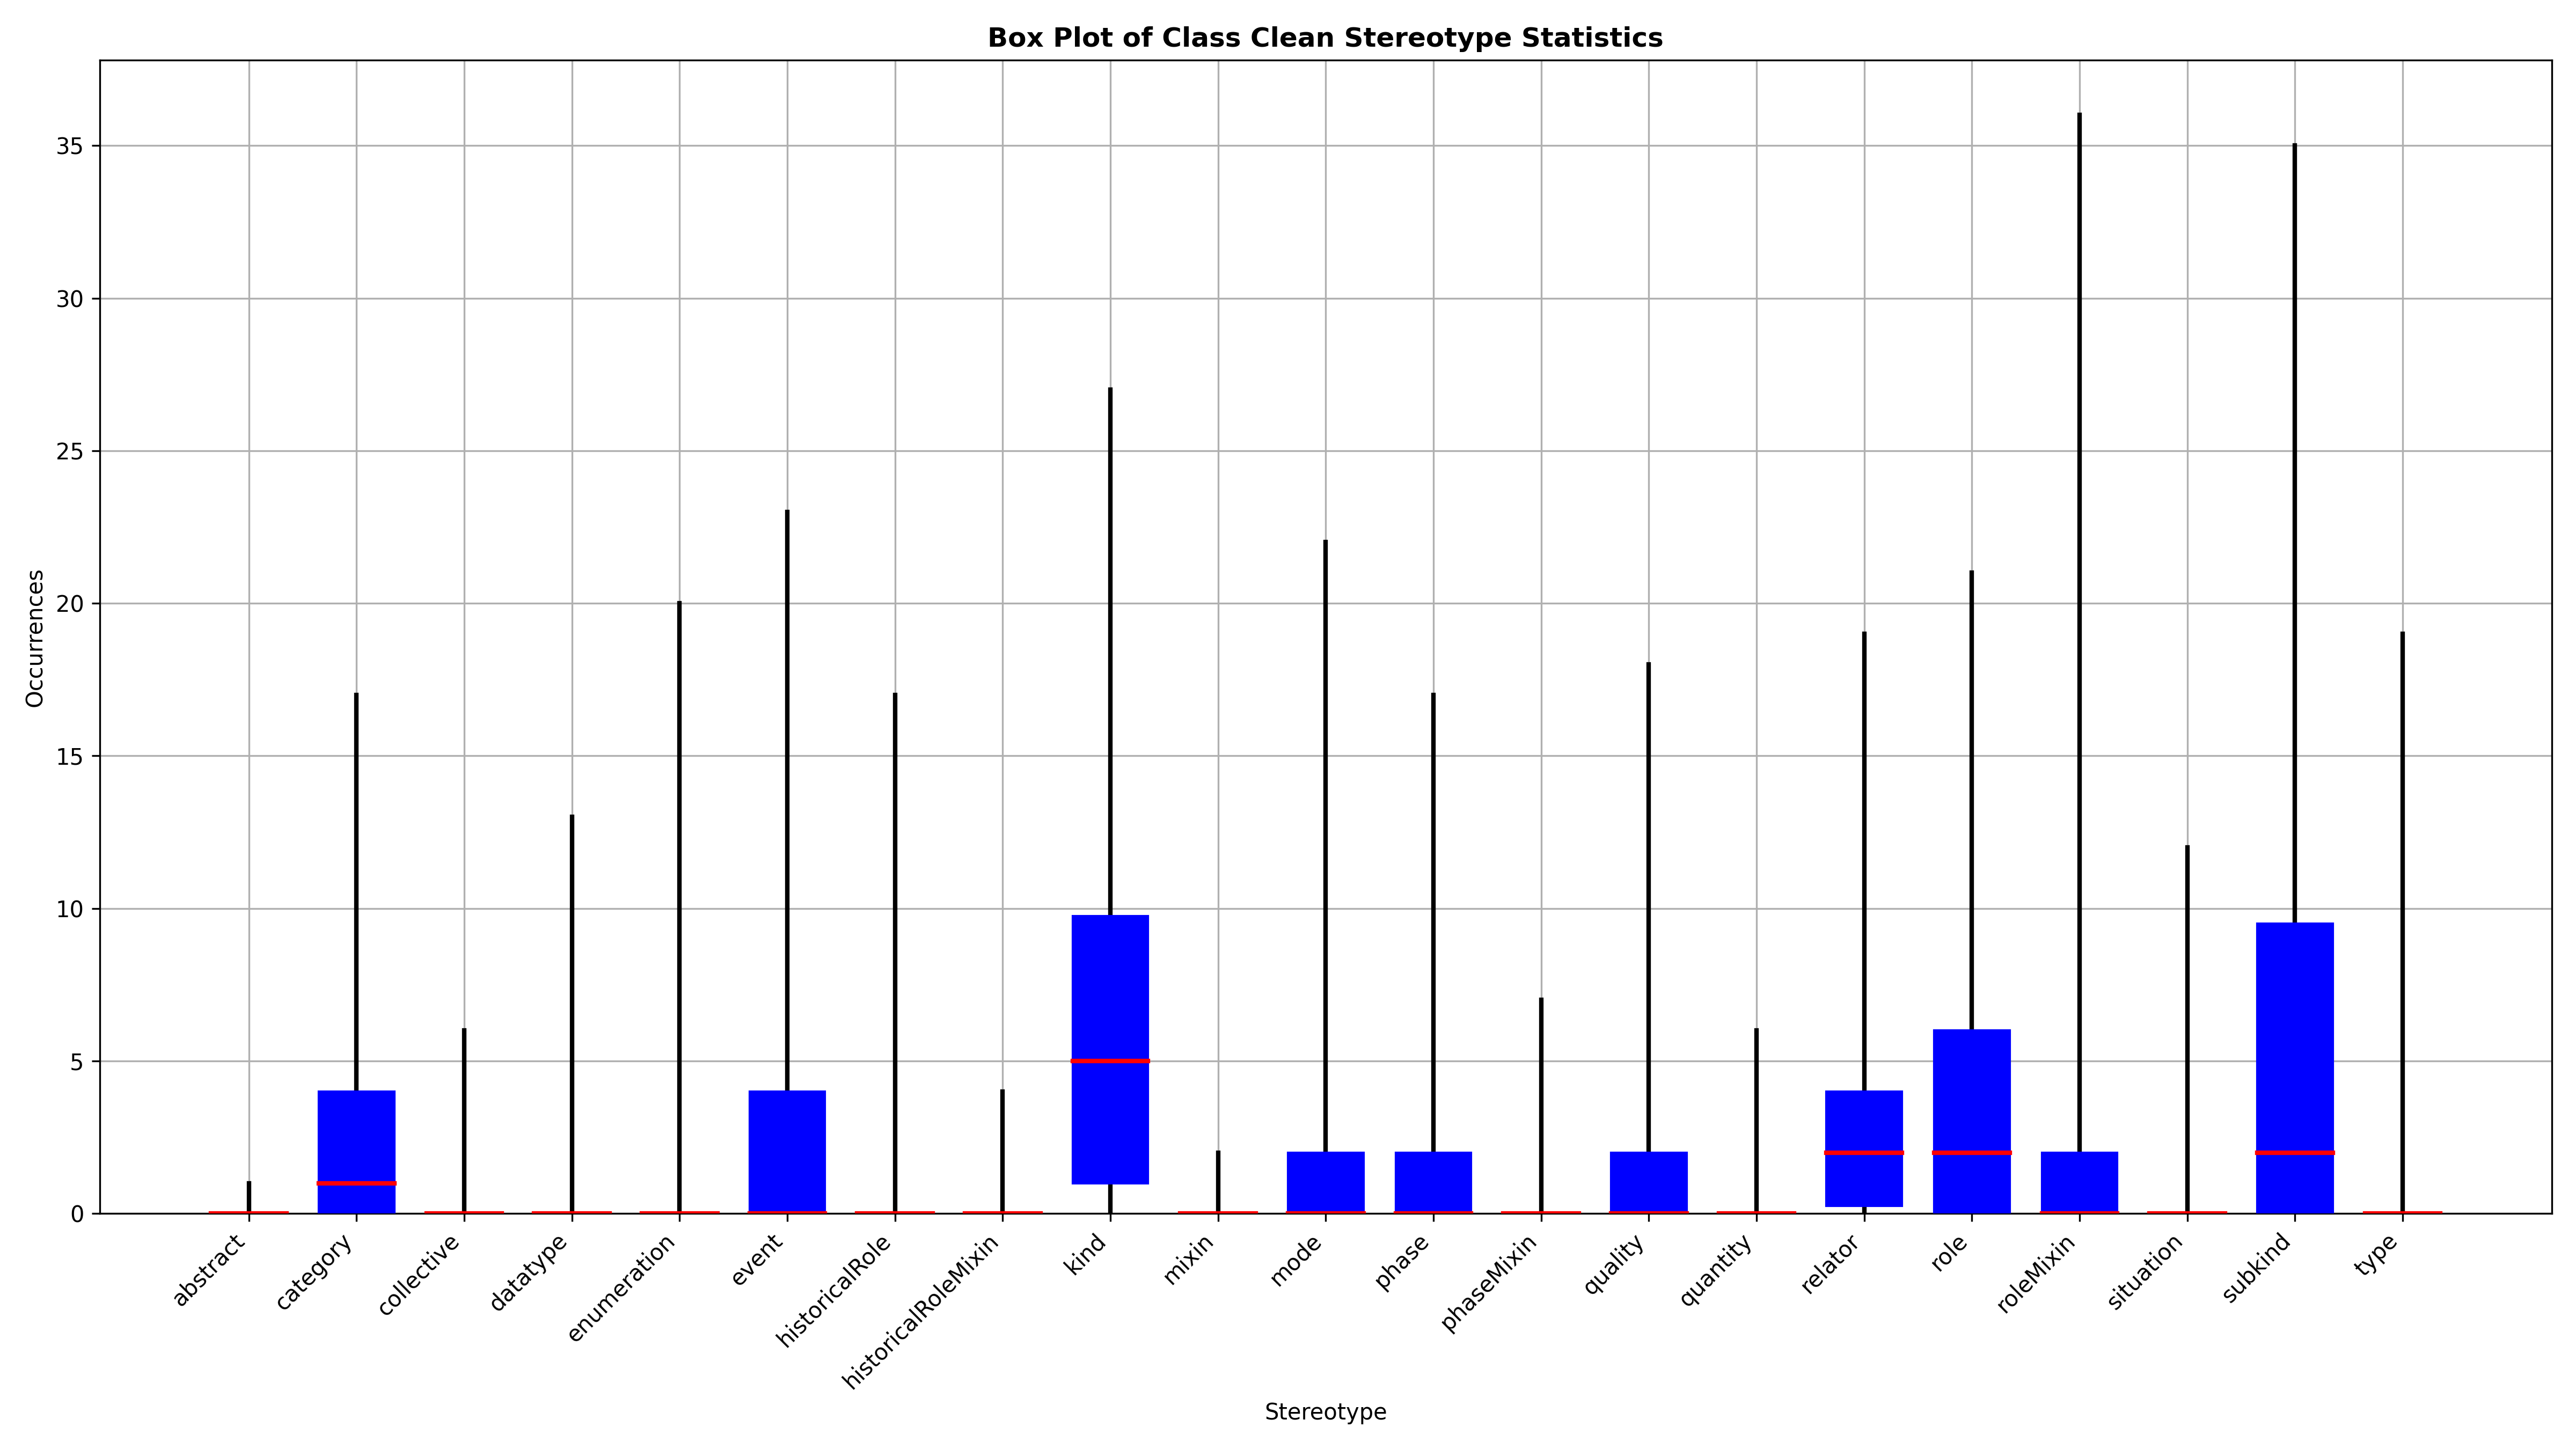 Box Plot of Class Clean Stereotype Statistics
Occurrences
35
30
25
20
15
10
5
0
abstract
category
collective
datatype
enumeration
event
historicalRole
historicalRoleMixin
kind
mixin
mode
phase
phaseMixin
quality
quantity
relator
role
roleMixin
situation
subkind
type
Stereotype